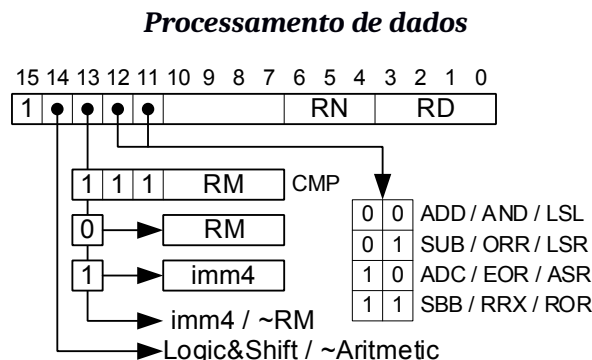 Processamento de dados
15 14 13 12 11 10 9 8 7 6 5 4 3 2 1 0
1 RN RD
1 1 1 RM CMP
0 RM
1 imm4
0 0 ADD / AND / LSL
0 1 SUB / ORR / LSR
1 0 ADC / EOR / ASR
1 1 SBB / RRX / ROR
imm4 / ~RM
Logic&Shift / ~Aritmetic